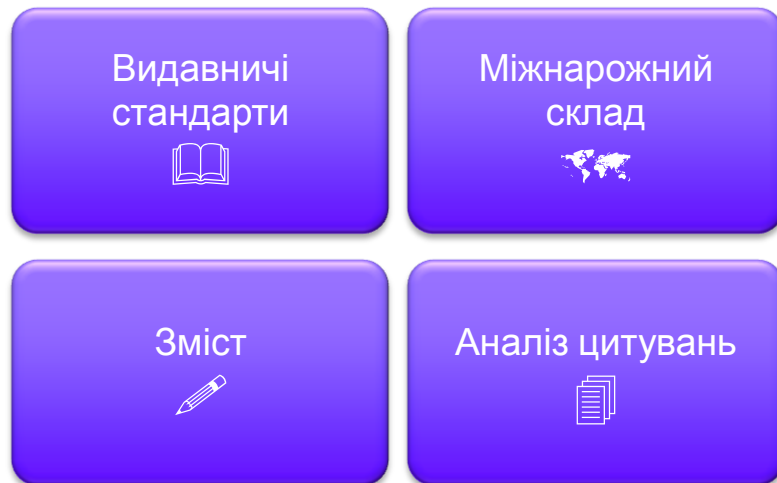 Видавничі
стандарти
Міжнарожний
склад
Зміст
Аналіз цитувань